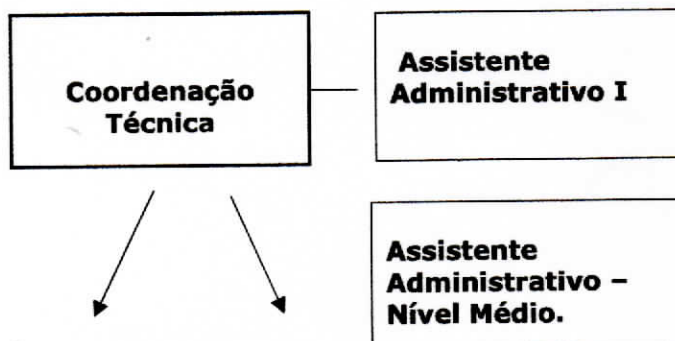 Coordenação
Técnica
Assistente
Administrativo I
Assistente
Administrativo –
Nível Médio.